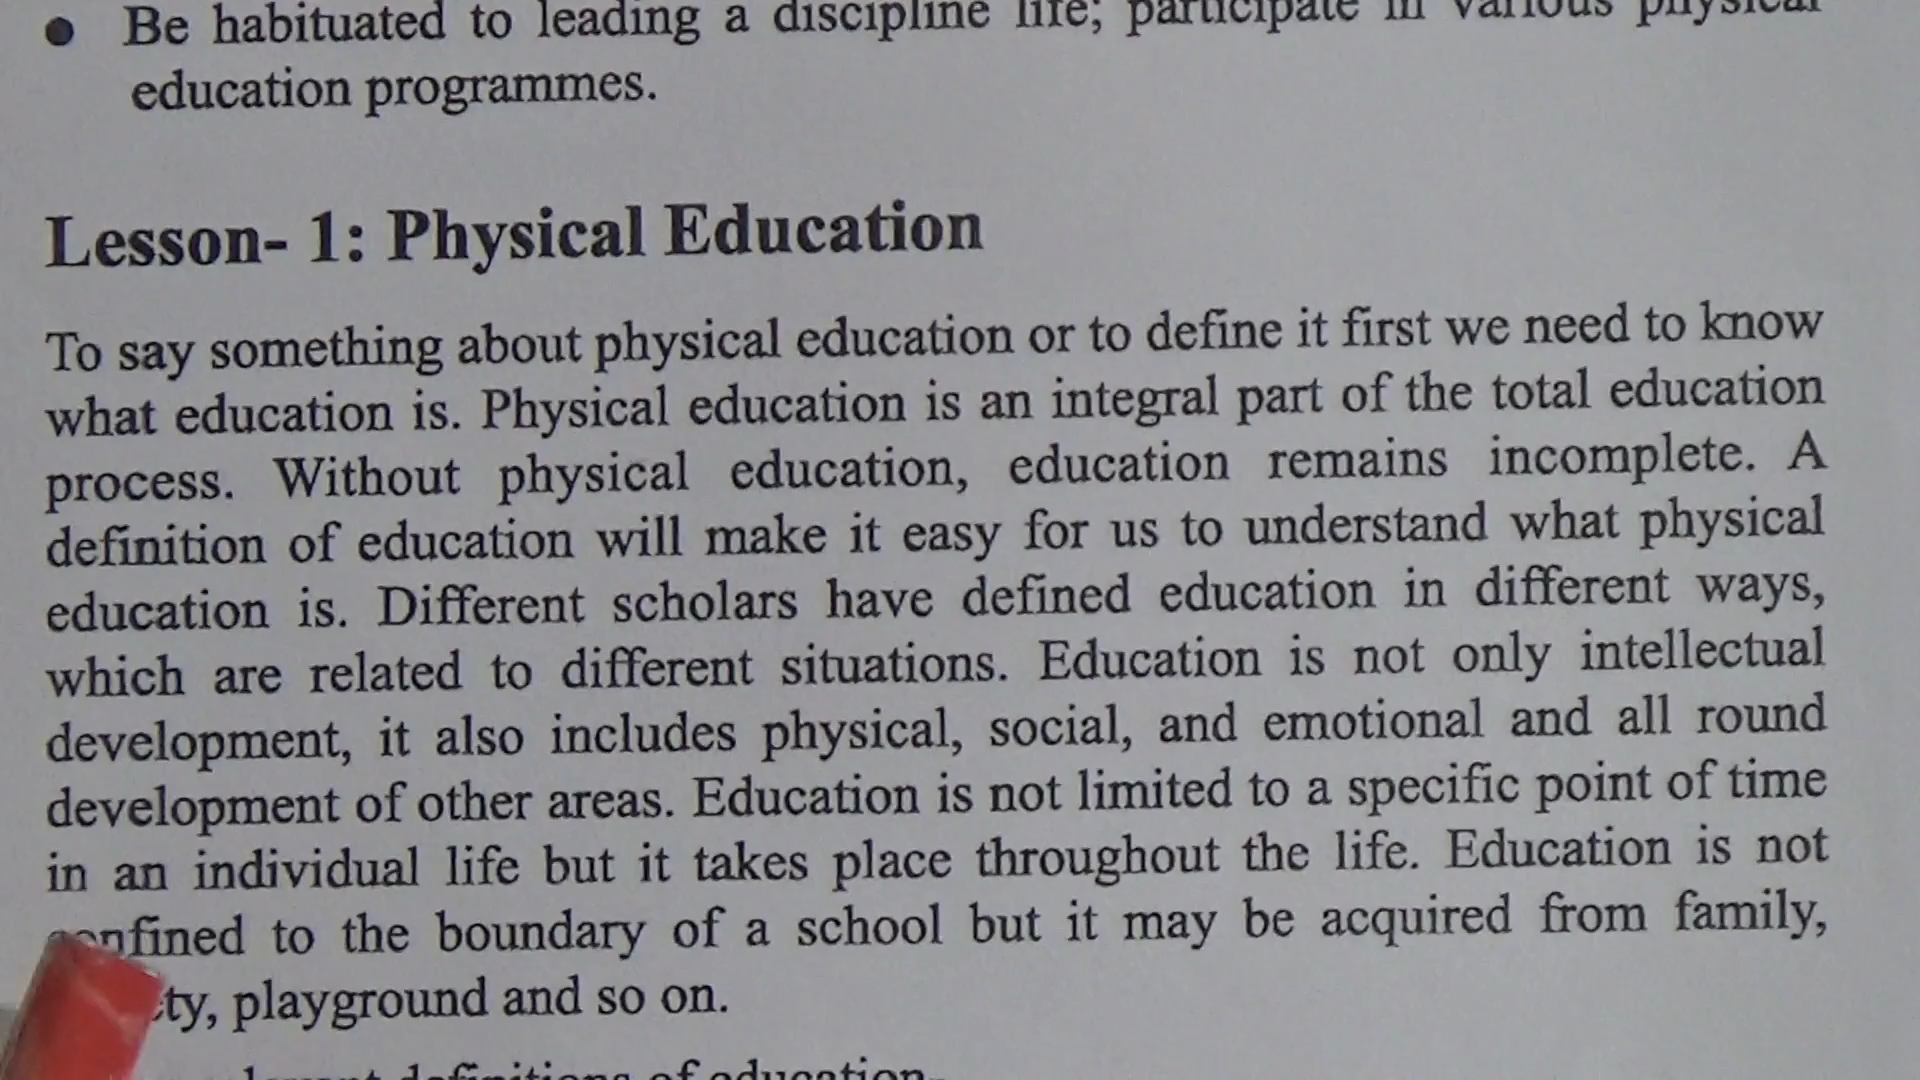 ● Be habituated to leading a discipline life; participate in various physical
education programmes.
Lesson- 1: Physical Education
To say something about physical education or to define it first we need to know
what education is. Physical education is an integral part of the total education
process. Without physical education, education remains incomplete. A
definition of education will make it easy for us to understand what physical
education is. Different scholars have defined education in different ways,
which are related to different situations. Education is not only intellectual
development, it also includes physical, social, and emotional and all round
development of other areas. Education is not limited to a specific point of time
in an individual life but it takes place throughout the life. Education is not
confined to the boundary of a school but it may be acquired from family,
playground and so on.
definitions of education